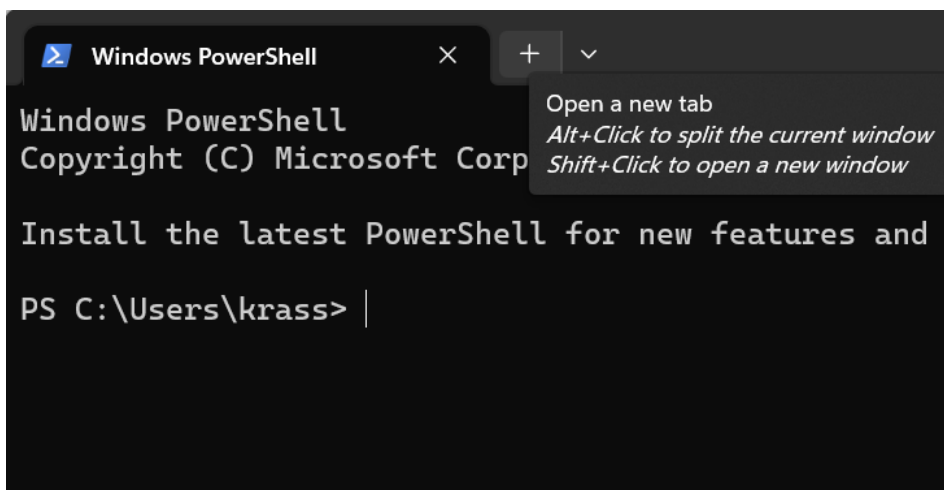 Windows PowerShell
Open a new tab
Alt+Click to split the current window
Shift+Click to open a new window
Windows PowerShell
Copyright (C) Microsoft Corp
Install the latest PowerShell for new features and
PS C:\Users\krass>